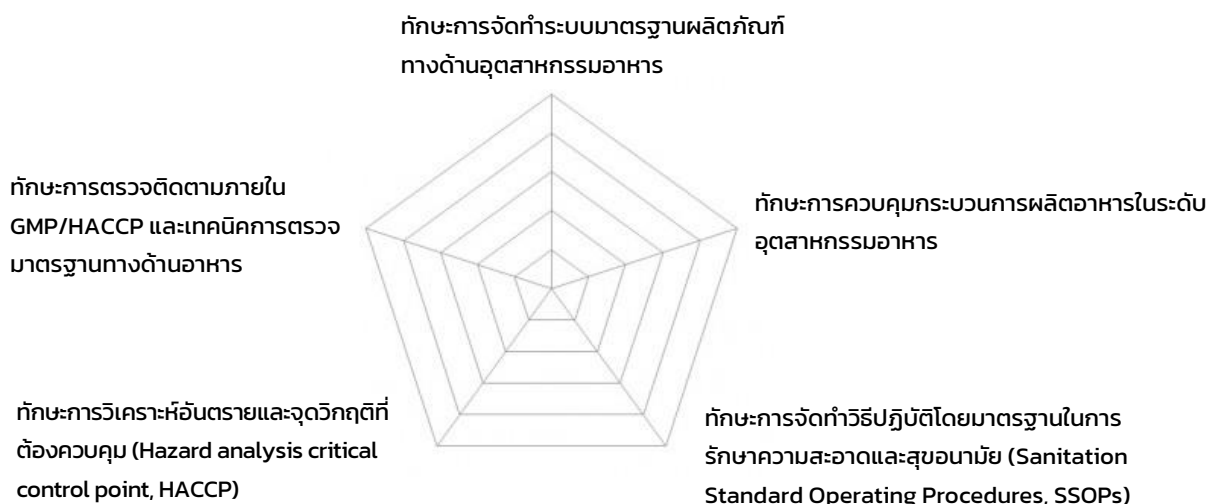 ทักษะการจัดทำระบบมาตรฐานผลิตภัณฑ์
ทางด้านอุตสาหกรรมอาหาร
ทักษะการตรวจติดตามภายใน
GMP/HACCP และเทคนิคการตรวจ
มาตรฐานทางด้านอาหาร
ทักษะการควบคุมกระบวนการผลิตอาหารในระดับ
อุตสาหกรรมอาหาร
ทักษะการวิเคราะห์อันตรายและจุดวิกฤติที่
ต้องควบคุม (Hazard analysis critical
control point, HACCP)
ทักษะการจัดทำวิธีปฏิบัติโดยมาตรฐานในการ
รักษาความสะอาดและสุขอนามัย (Sanitation
Standard Operating Procedures, SSOPs)